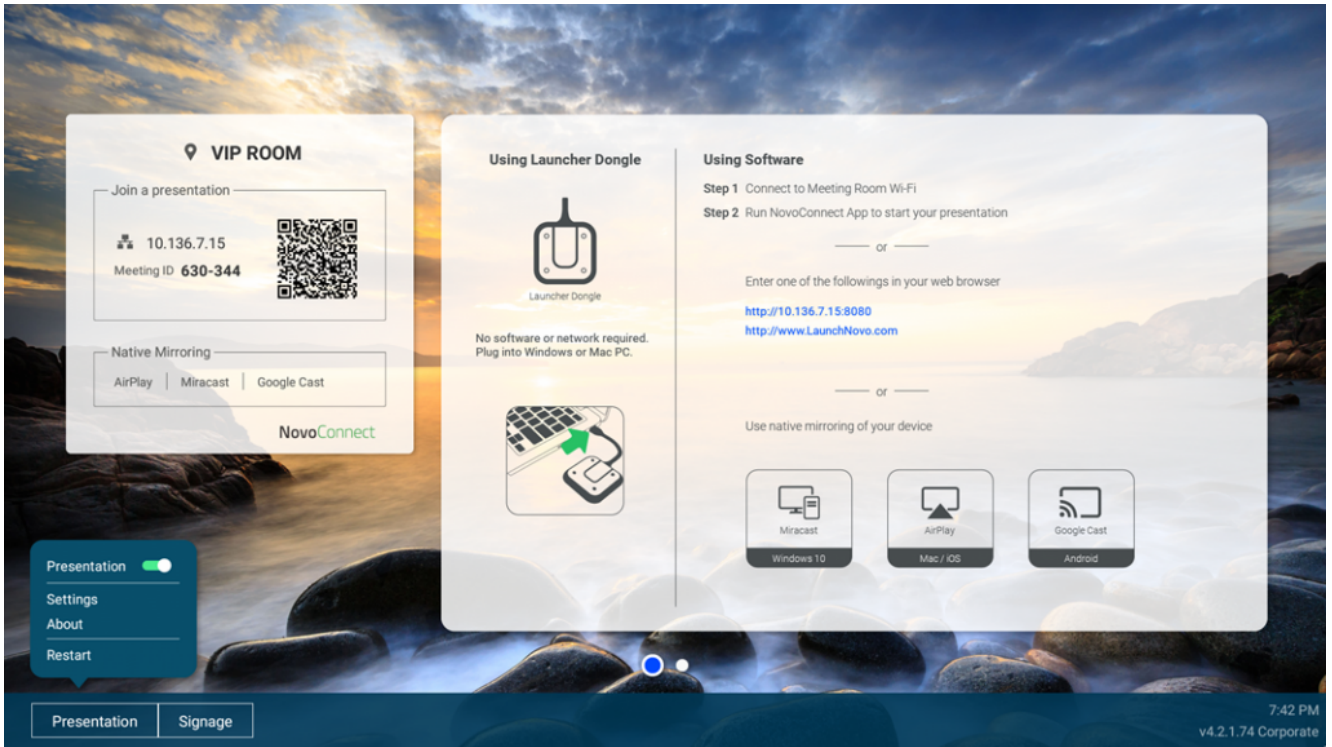 VIP ROOM
Join a presentation
10.136.7.15
Meeting ID 630-344
Native Mirroring
AirPlay | Miracast | Google Cast
NovoConnect
Using Launcher Dongle
Launcher Dongle
No software or network required.
Plug into Windows or Mac PC.
Using Software
Step 1 Connect to Meeting Room Wi-Fi
Step 2 Run NovoConnect App to start your presentation
or
Enter one of the followings in your web browser
http://10.136.7.15:8080
http://www.LaunchNovo.com
or
Use native mirroring of your device
Miracast
Windows 10
AirPlay
Mac / iOS
Google Cast
Android
Presentation
Settings
About
Restart
Presentation
Signage
7:42 PM
v4.2.1.74 Corporate